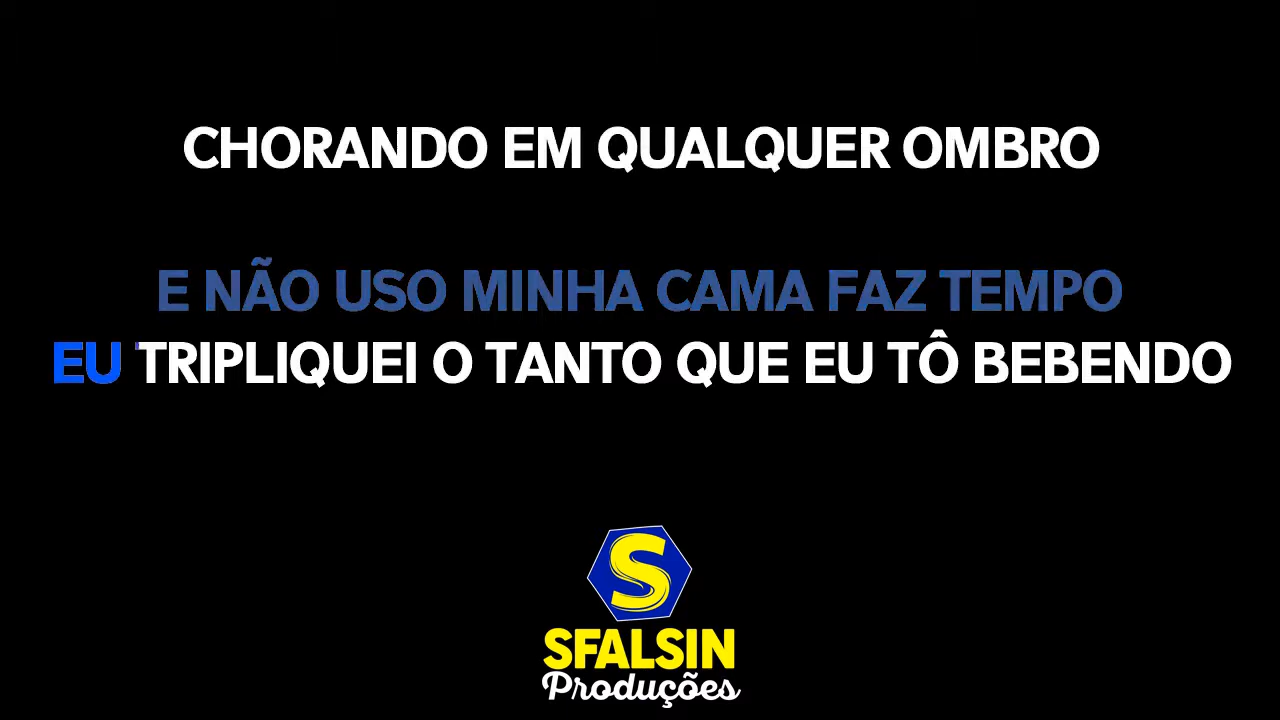 CHORANDO EM QUALQUER OMBRO
E NÃO USO MINHA CAMA FAZ TEMPO
EU TRIPLIQUEI O TANTO QUE EU TÔ BEBENDO
S
SFALSIN
Produções